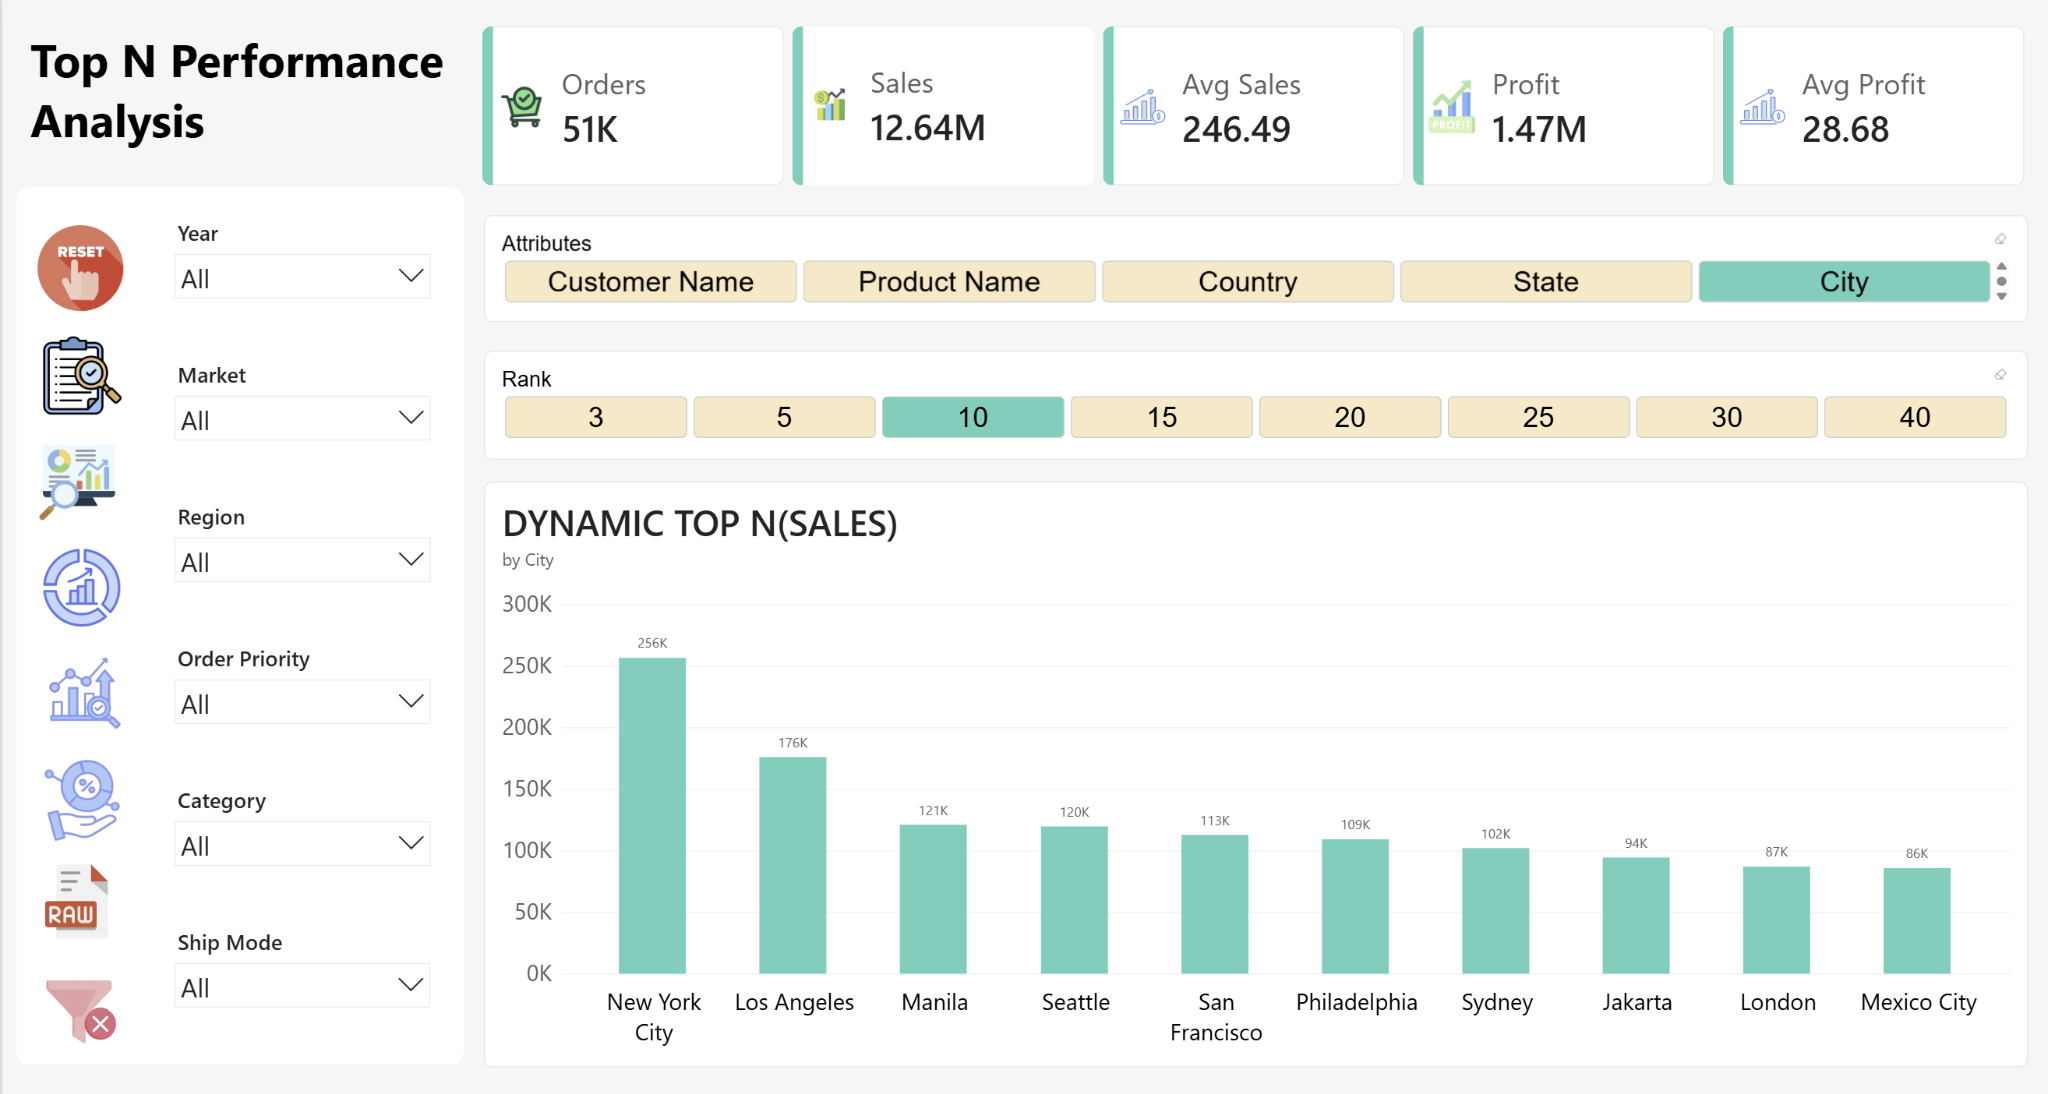 Top N Performance
Analysis
Orders
51K
Sales
12.64M
Avg Sales
246.49
PROFIT
Profit
1.47M
Avg Profit
28.68
RESET
Year
All
Market
All
Region
All
Order Priority
All
Category
All
RAW
Ship Mode
All
Attributes
Customer Name Product Name Country State City
Rank
3 5 10 15 20 25 30 40
DYNAMIC TOP N(SALES)
by City
300K
250K
200K
150K
100K
50K
0K
256K 176K 121K 120K 113K 109K 102K 94K 87K 86K
New York City Los Angeles Manila Seattle San Francisco Philadelphia Sydney Jakarta London Mexico City